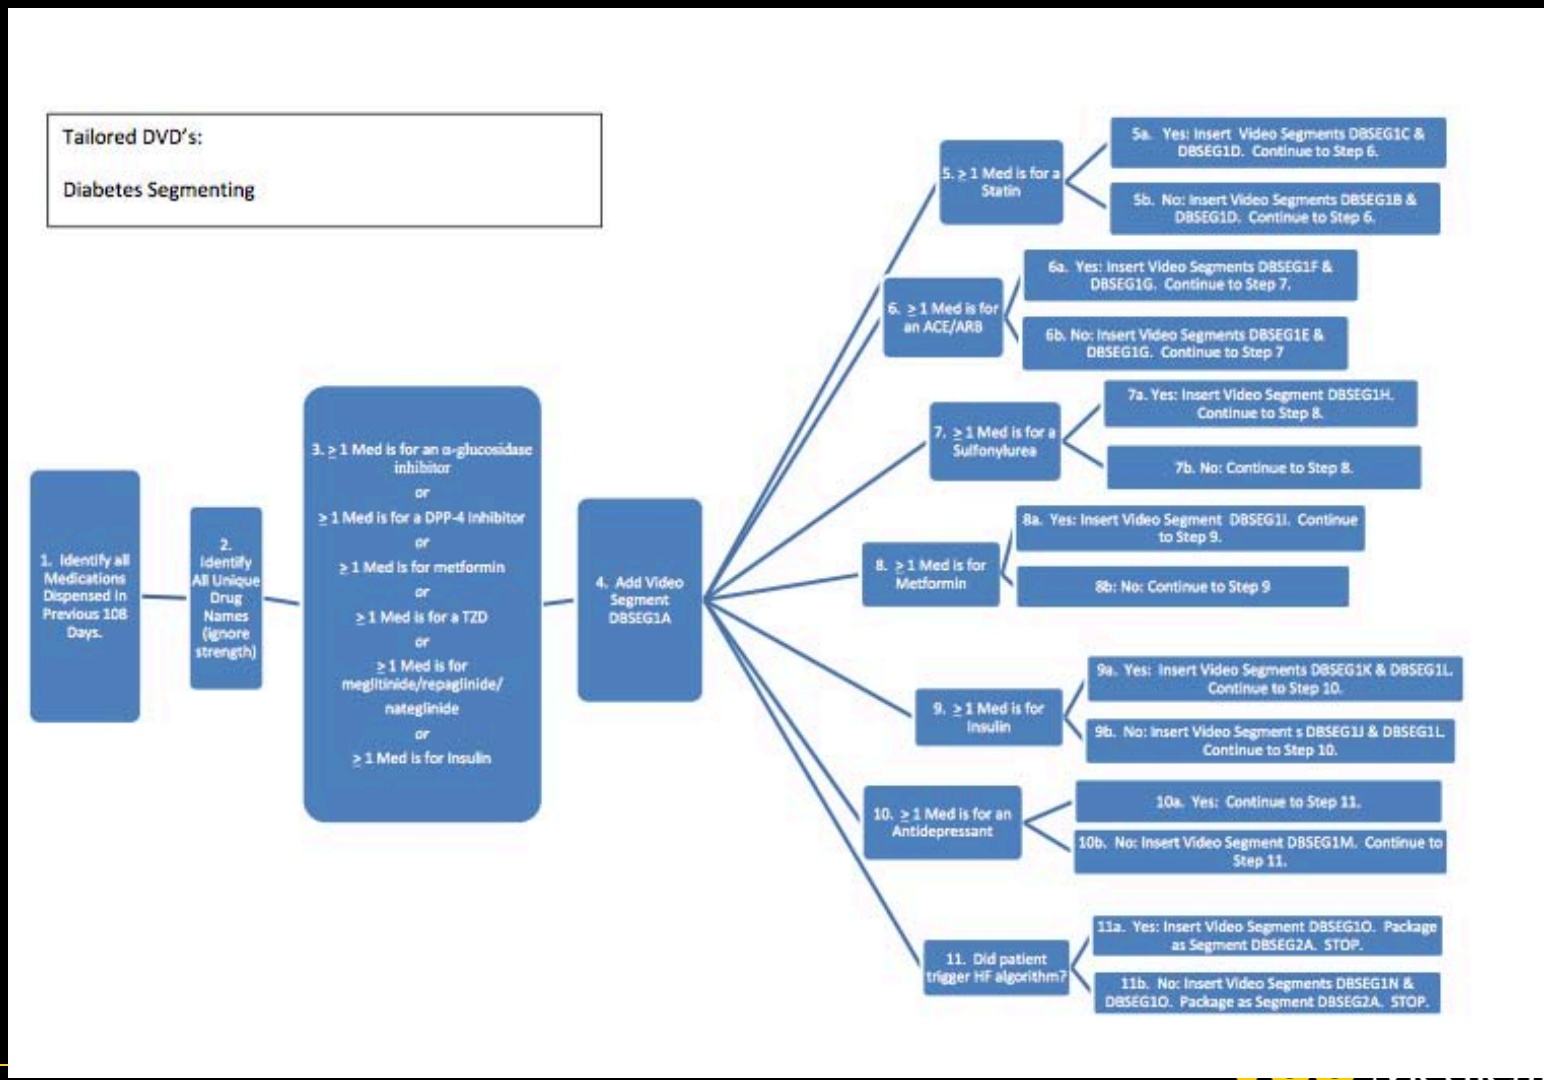 Tailored DVD's:
Diabetes Segmenting
1. Identify all
Medications
Dispensed in
Previous 108
Days.
2.
Identify
All Unique
Drug
Names
(ignore
strength)
3. ≥ 1 Med is for an α-glucosidase
inhibitor
or
≥ 1 Med is for a DPP-4 inhibitor
or
≥ 1 Med is for metformin
or
≥ 1 Med is for a TZD
or
≥ 1 Med is for
meglitinide/repaglinide/
nateglinide
or
≥ 1 Med is for Insulin
4. Add Video
Segment
DBSEG1A
5. ≥ 1 Med is for a
Statin
5a. Yes: Insert Video Segments DBSEG1C &
DBSEG1D. Continue to Step 6.
5b. No: Insert Video Segments DBSEG1B &
DBSEG1D. Continue to Step 6.
6. ≥ 1 Med is for
an ACE/ARB
6a. Yes: Insert Video Segments DBSEG1F &
DBSEG1G. Continue to Step 7.
6b. No: Insert Video Segments DBSEG1E &
DBSEG1G. Continue to Step 7
7. ≥ 1 Med is for a
Sulfonylurea
7a. Yes: Insert Video Segment DBSEG1H.
Continue to Step 8.
7b. No: Continue to Step 8.
8. ≥ 1 Med is for
Metformin
8a. Yes: Insert Video Segment DBSEG1I. Continue
to Step 9.
8b: No: Continue to Step 9
9. ≥ 1 Med is for
Insulin
9a. Yes: Insert Video Segments DBSEG1K & DBSEG1L.
Continue to Step 10.
9b. No: Insert Video Segment s DBSEG1J & DBSEG1L.
Continue to Step 10.
10. ≥ 1 Med is for an
Antidepressant
10a. Yes: Continue to Step 11.
10b. No: Insert Video Segment DBSEG1M. Continue to
Step 11.
11. Did patient
trigger HF algorithm?
11a. Yes: Insert Video Segment DBSEG1O. Package
as Segment DBSEG2A. STOP.
11b. No: Insert Video Segments DBSEG1N &
DBSEG1O. Package as Segment DBSEG2A. STOP.